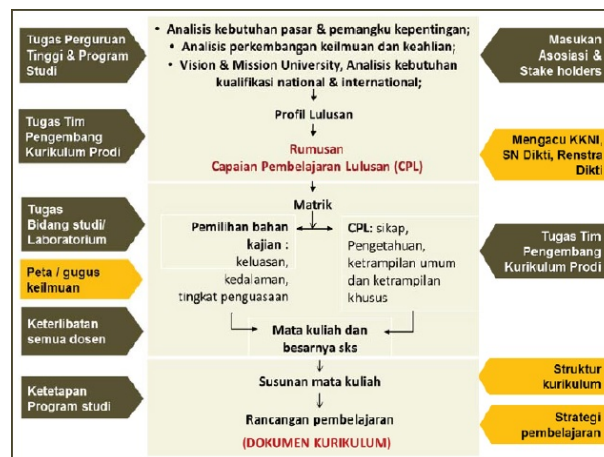 Tugas Perguruan
Tinggi & Program
Studi
• Analisis kebutuhan pasar & pemangku kepentingan;
• Analisis perkembangan keilmuan dan keahlian;
• Vision & Mission University, Analisis kebutuhan
kualifikasi national & international;
Masukan
Asosiasi &
Stake holders
Profil Lulusan
Tugas Tim
Pengembang
Kurikulum Prodi
Rumusan
Capaian Pembelajaran Lulusan (CPL)
Mengacu KKNI,
SN Dikti, Renstra
Dikti
Matrik
Tugas
Bidang studi/
Laboratorium
Pemilihan bahan
kajian :
keluasan,
kedalaman,
tingkat penguasaan
CPL: sikap,
Pengetahuan,
ketrampilan umum
dan ketrampilan
khusus
Tugas Tim
Pengembang
Kurikulum Prodi
Peta / gugus
keilmuan
Keterlibatan
semua dosen
Mata kuliah dan
besarnya sks
Susunan mata kuliah
Struktur
kurikulum
Ketetapan
Program studi
Rancangan pembelajaran
(DOKUMEN KURIKULUM)
Strategi
pembelajaran